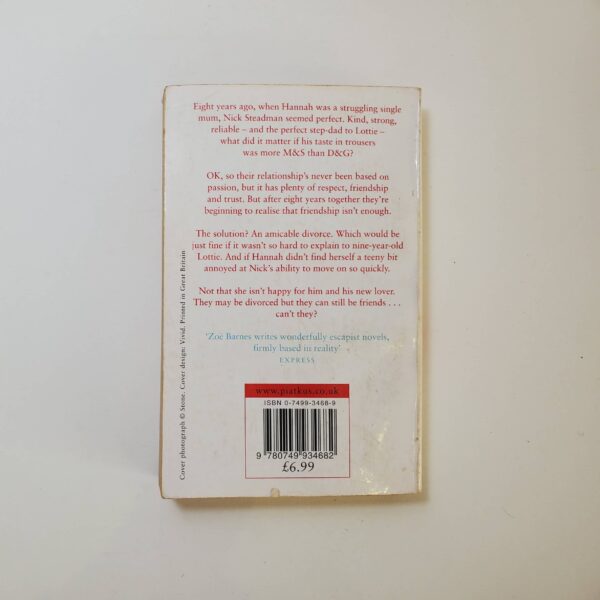 Eight years ago, when Hannah was a struggling single
mum, Nick Steadman seemed perfect. Kind, strong,
reliable – and the perfect step-dad to Lottie –
what did it matter if his taste in trousers
was more M&S than D&G?
OK, so their relationship's never been based on
passion, but it has plenty of respect, friendship
and trust. But after eight years together they're
beginning to realise that friendship isn't enough.
The solution? An amicable divorce. Which would be
just fine if it wasn't so hard to explain to nine-year-old
Lottie. And if Hannah didn't find herself a teeny bit
annoyed at Nick's ability to move on so quickly.
Not that she isn't happy for him and his new lover.
They may be divorced but they can still be friends . . .
can't they?
'Zoë Barnes writes wonderfully escapist novels,
firmly based in reality'
EXPRESS
www.piatkus.co.uk
ISBN 0-7499-3468-9
9 780749 934682
£6.99
Cover photograph © Stone. Cover design: Vivid. Printed in Great Britain